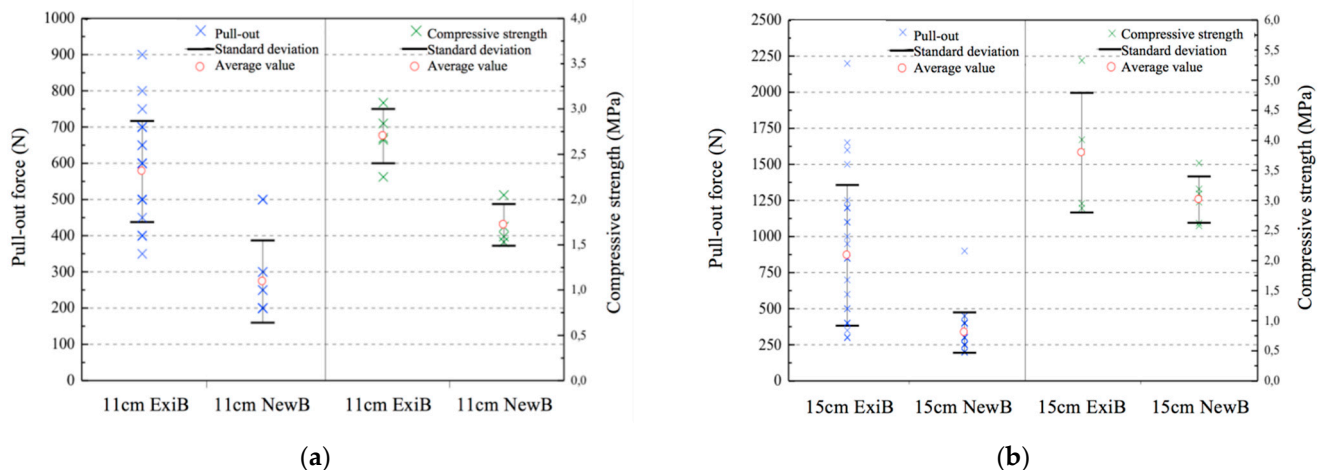 Pull-out
Standard deviation
Average value
Compressive strength
Standard deviation
Average value
Pull-out force (N)
1000
900
800
700
600
500
400
300
200
100
0
Compressive strength (MPa)
4,0
3,5
3,0
2,5
2,0
1,5
1,0
0,5
0,0
11cm ExiB 11cm NewB 11cm ExiB 11cm NewB
(a)
Pull-out
Standard deviation
Average value
Compressive strength
Standard deviation
Average value
Pull-out force (N)
2500
2250
2000
1750
1500
1250
1000
750
500
250
0
Compressive strength (MPa)
6,0
5,5
5,0
4,5
4,0
3,5
3,0
2,5
2,0
1,5
1,0
0,5
0,0
15cm ExiB 15cm NewB 15cm ExiB 15cm NewB
(b)